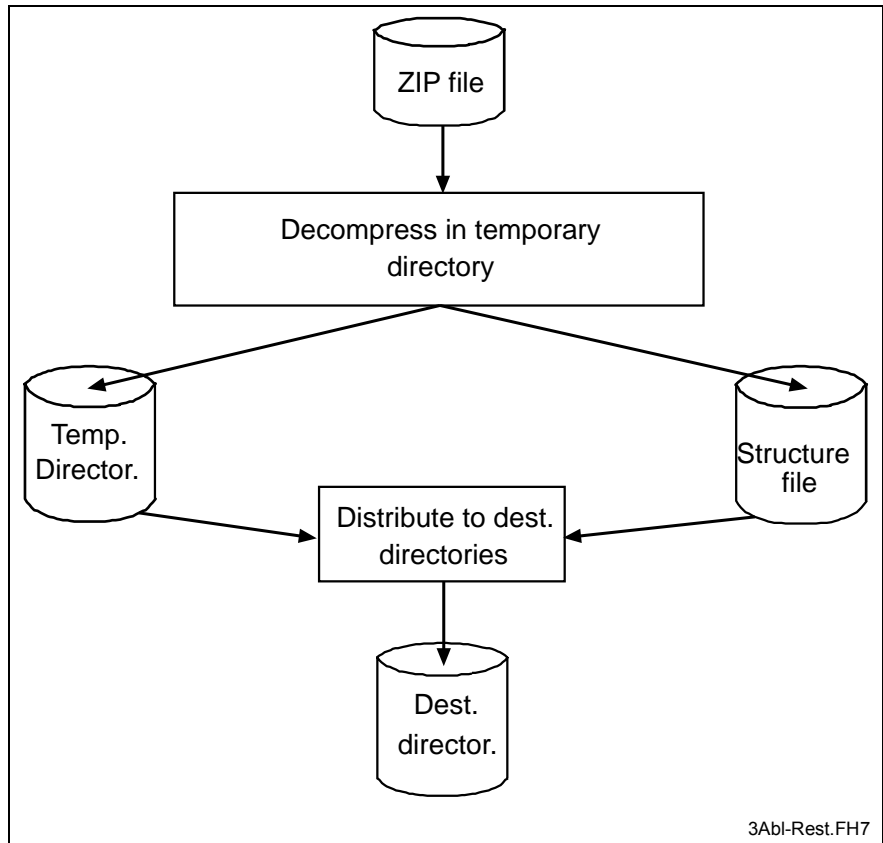 ZIP file
Decompress in temporary
directory
Temp.
Director.
Structure
file
Distribute to dest.
directories
Dest.
director.
3Abl-Rest.FH7